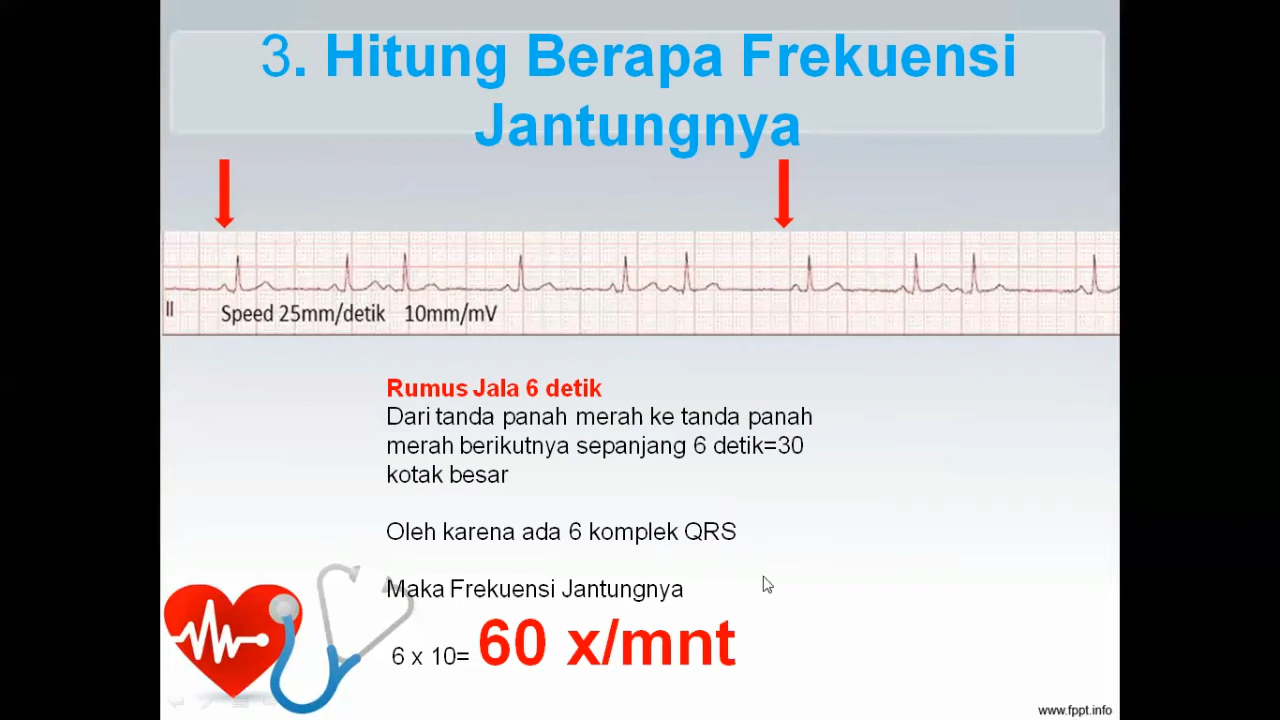 3. Hitung Berapa Frekuensi
Jantungnya
II
Speed 25mm/detik 10mm/mV
Rumus Jala 6 detik
Dari tanda panah merah ke tanda panah
merah berikutnya sepanjang 6 detik=30
kotak besar
Oleh karena ada 6 komplek QRS
Maka Frekuensi Jantungnya
6 x 10= 60 x/mnt
www.fppt.info